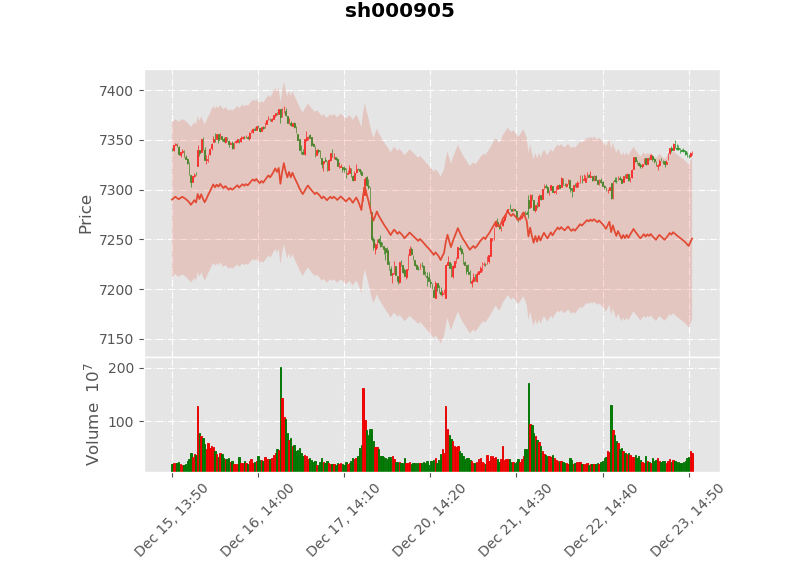 sh000905
7400
7350
7300
7250
7200
7150
Price
200
100
Volume 10^7
Dec 15, 13:50
Dec 16, 14:00
Dec 17, 14:10
Dec 20, 14:20
Dec 21, 14:30
Dec 22, 14:40
Dec 23, 14:50